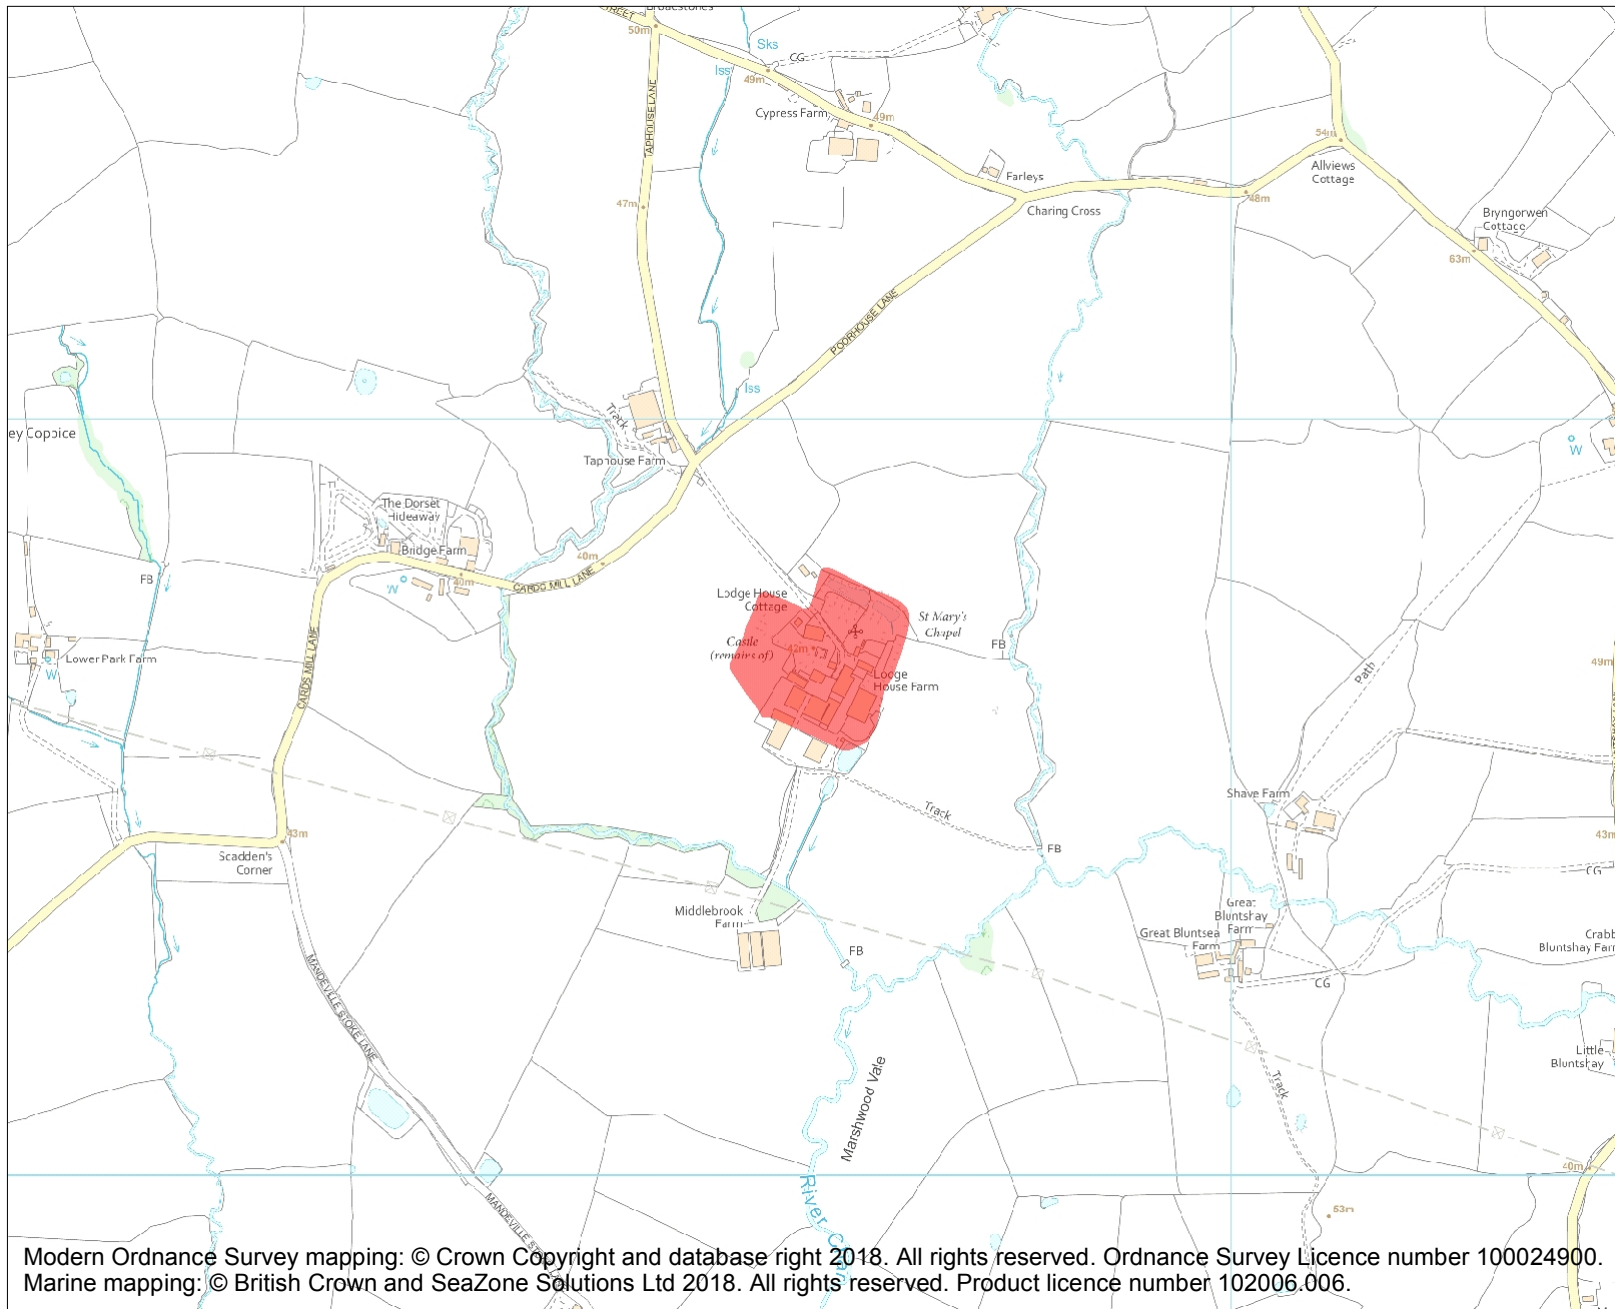 STREET
50m
Sks
CG
Iss
49m
Cypress Farm
49m
TAPHOUSE LANE
54m
Allviews
Cottage
Farleys
47m
Charing Cross
48m
Bryngorwen
Cottage
63m
POORHOUSE LANE
Iss
Track
ey Coppice
W
Taphouse Farm
The Dorset
Hideaway
Bridge Farm
40m
40m
CARDS MILL LANE
W
FB
Lodge House
Cottage
St Mary's
Chapel
Castle
(remains of)
42m
FB
Lower Park Farm
W
CARDS MILL LANE
Lodge
House Farm
49m
Path
Shave Farm
Track
43m
43m
FB
Scadden's
Corner
CG
Middlebrook
Farm
Great
Bluntshay
Farm
Great Bluntsea
Farm
Crabb
Bluntshay Farm
FB
CG
MANDEVILLE STOKE LANE
Little
Bluntshay
Track
Marshwood Vale
40m
River
MANDEVILLE
53m
Modern Ordnance Survey mapping: © Crown Copyright and database right 2018. All rights reserved. Ordnance Survey Licence number 100024900.
Marine mapping: © British Crown and SeaZone Solutions Ltd 2018. All rights reserved. Product licence number 102006.006.